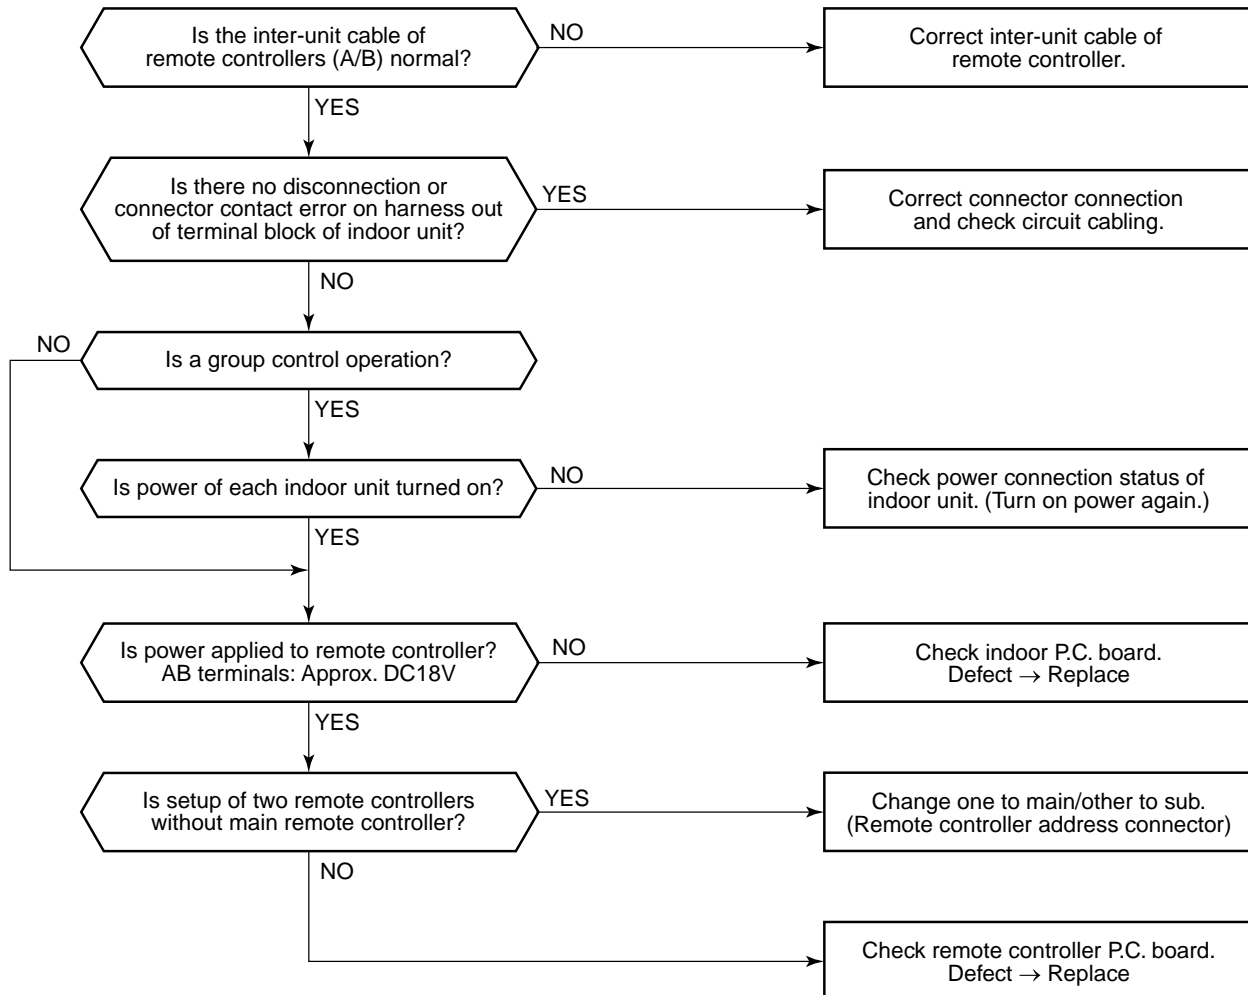 Is the inter-unit cable of
remote controllers (A/B) normal?
NO
Correct inter-unit cable of
remote controller.
YES
Is there no disconnection or
connector contact error on harness out
of terminal block of indoor unit?
YES
Correct connector connection
and check circuit cabling.
NO
NO
Is a group control operation?
YES
Is power of each indoor unit turned on?
NO
Check power connection status of
indoor unit. (Turn on power again.)
YES
Is power applied to remote controller?
AB terminals: Approx. DC18V
NO
Check indoor P.C. board.
Defect → Replace
YES
Is setup of two remote controllers
without main remote controller?
YES
Change one to main/other to sub.
(Remote controller address connector)
NO
Check remote controller P.C. board.
Defect → Replace